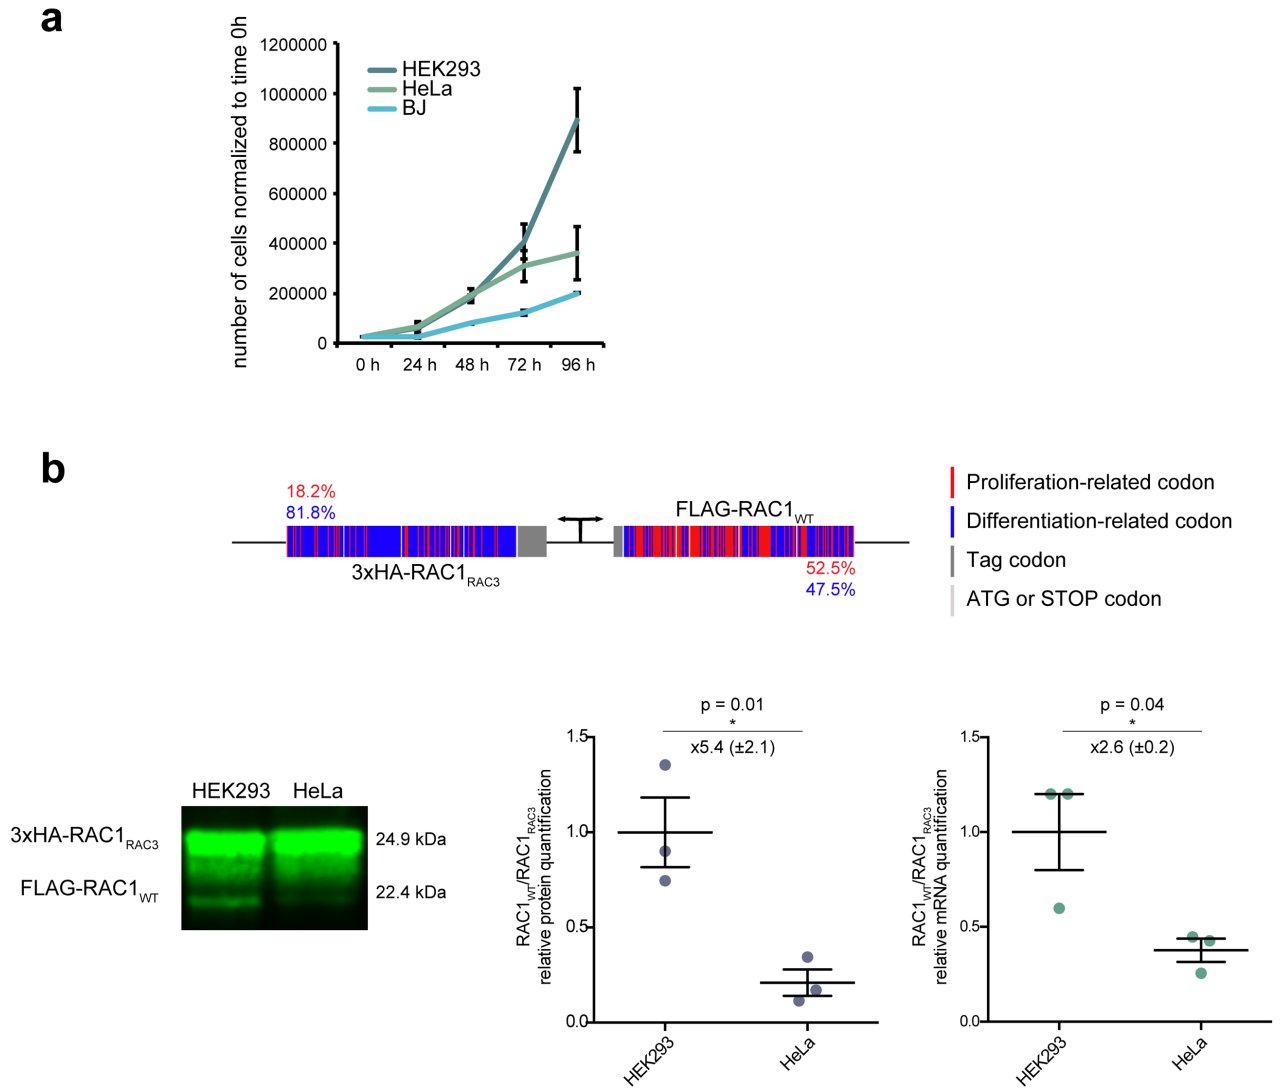 a
number of cells normalized to time 0h
1200000
1000000
800000
600000
400000
200000
0
HEK293
HeLa
BJ
0 h 24 h 48 h 72 h 96 h
b
18.2%
81.8%
3xHA-RAC1RAC3
FLAG-RAC1WT
52.5%
47.5%
Proliferation-related codon
Differentiation-related codon
Tag codon
ATG or STOP codon
HEK293 HeLa
3xHA-RAC1RAC3
FLAG-RAC1WT
24.9 kDa
22.4 kDa
p = 0.01
*
x5.4 (±2.1)
RAC1WT/RAC1RAC3
relative protein quantification
1.5
1.0
0.5
0.0
HEK293
HeLa
p = 0.04
*
x2.6 (±0.2)
RAC1WT/RAC1RAC3
relative mRNA quantification
1.5
1.0
0.5
0.0
HEK293
HeLa